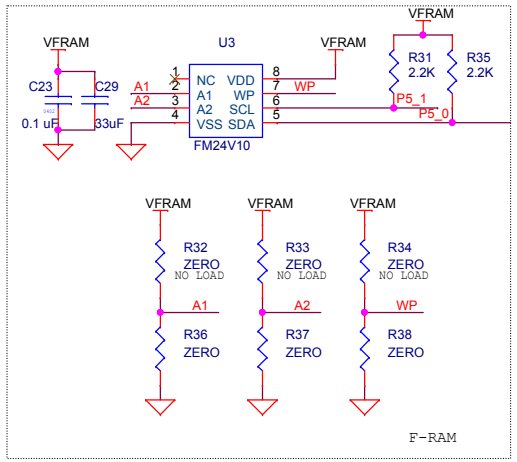 VFRAM
C23
C29
0402
0.1 uF
33uF
U3
1
2
3
4
NC
A1
A2
VSS
VDD
WP
SCL
SDA
8
7
6
5
FM24V10
A1
A2
VFRAM
WP
VFRAM
R31
2.2K
R35
2.2K
P5_1
P5_0
VFRAM
R32
ZERO
NO LOAD
A1
R36
ZERO
VFRAM
R33
ZERO
NO LOAD
A2
R37
ZERO
VFRAM
R34
ZERO
NO LOAD
WP
R38
ZERO
F-RAM